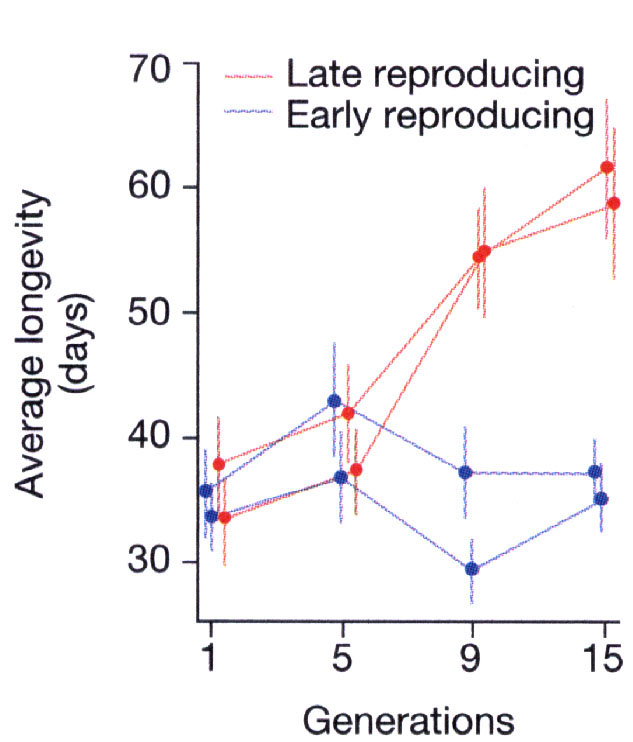 70
Late reproducing
Early reproducing
60
50
40
30
Average longevity
(days)
1 5 9 15
Generations